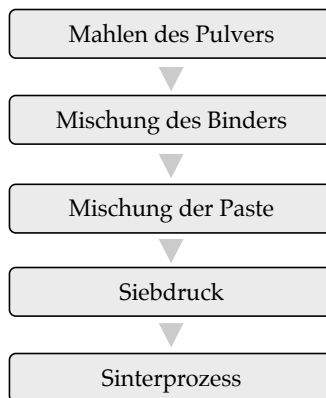 Mahlen des Pulvers
Mischung des Binders
Mischung der Paste
Siebdruck
Sinterprozess